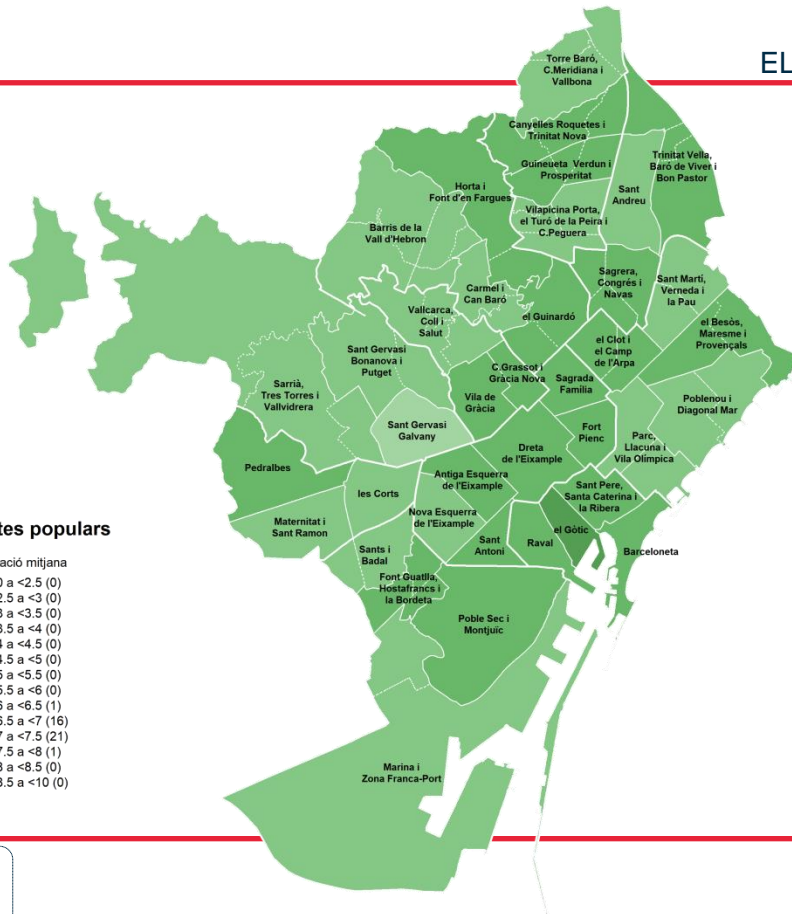 EL
Torre Baró,
C.Meridiana i
Vallbona
Canyelles Roquetes i
Trinitat Nova
Guineueta Verdun i
Prosperitat
Trinitat Vella,
Baró de Viver i
Bon Pastor
Sant
Andreu
Horta i
Font d'en Fargues
Vilapicina Porta,
el Turó de la Peira i
C.Peguera
Barris de la
Vall d'Hebron
Sagrera,
Congrés i
Navas
Sant Martí,
Verneda i
la Pau
Carmel i
Can Baró
Vallcarca,
Coll i
Salut
el Guinardó
el Besòs,
Maresme i
Provençals
el Clot i
el Camp
de l'Arpa
Sant Gervasi
Bonanova i
Putget
C.Grassot i
Gràcia Nova
Sagrada
Família
Sarrià,
Tres Torres i
Vallvidrera
Vila de
Gràcia
Poblenou i
Diagonal Mar
Sant Gervasi
Galvany
Fort
Pienc
Parc,
Llacuna i
Vila Olímpica
Dreta
de l'Eixample
Pedralbes
Antiga Esquerra
de l'Eixample
Sant Pere,
Santa Caterina i
la Ribera
les Corts
Nova Esquerra
de l'Eixample
Maternitat i
Sant Ramon
el Gòtic
Sant
Antoni
Raval
Barceloneta
Sants i
Badal
Font Guatlla,
Hostafrancs i
la Bordeta
Poble Sec i
Montjuïc
Marina i
Zona Franca-Port
tes populars
ació mitjana
0 a <2.5 (0)
2.5 a <3 (0)
3 a <3.5 (0)
3.5 a <4 (0)
4 a <4.5 (0)
4.5 a <5 (0)
5 a <5.5 (0)
5.5 a <6 (0)
6 a <6.5 (1)
6.5 a <7 (16)
7 a <7.5 (21)
7.5 a <8 (1)
8 a <8.5 (0)
8.5 a <10 (0)